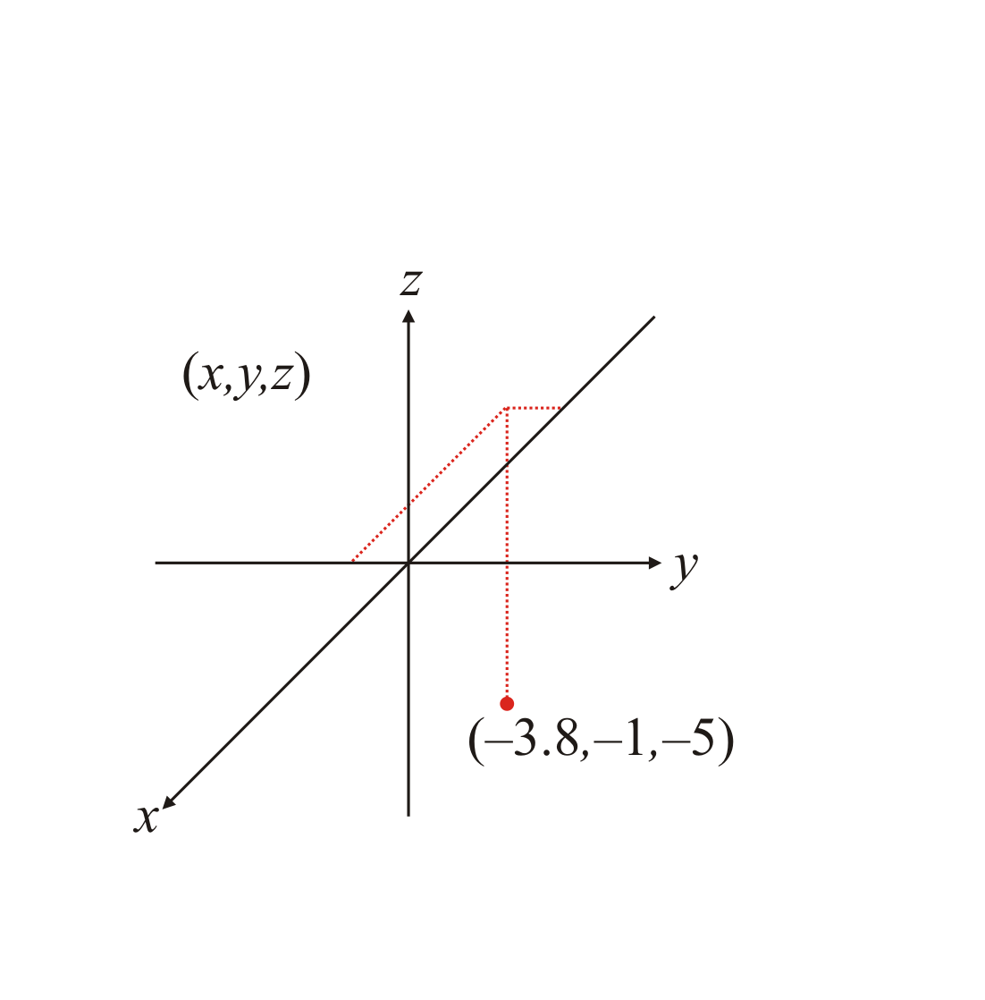 z
(x,y,z)
y
(–3.8,–1,–5)
x